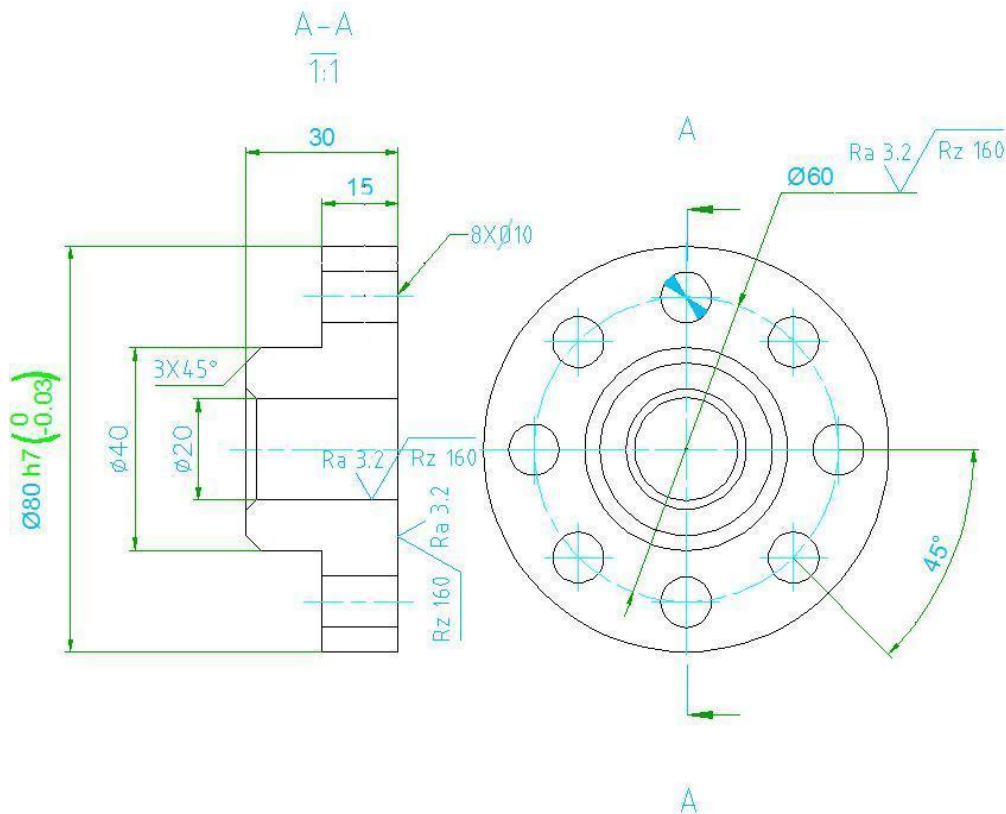 A-A
1:1
30
15
8XØ10
3X45°
Ø80 h7 ( 0 -0.03 )
Ø40
Ø20
Ra 3.2 Rz 160
Ra 3.2
Rz 160
A
Ø60
Ra 3.2 Rz 160
45°
A